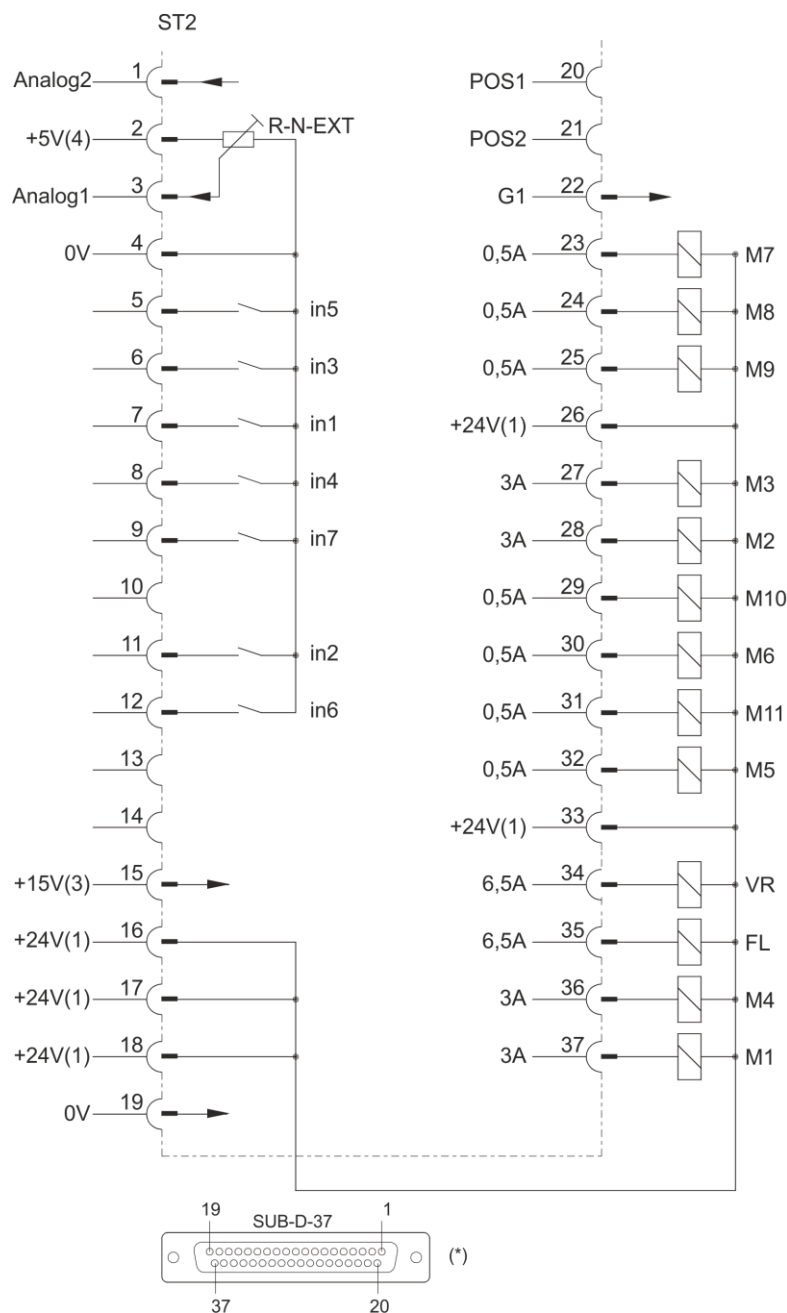 ST2
Analog2 1
+5V(4) 2 R-N-EXT
Analog1 3
0V 4
5 in5
6 in3
7 in1
8 in4
9 in7
10
11 in2
12 in6
13
14
+15V(3) 15
+24V(1) 16
+24V(1) 17
+24V(1) 18
0V 19
POS1 20
POS2 21
G1 22
0,5A 23 M7
0,5A 24 M8
0,5A 25 M9
+24V(1) 26
3A 27 M3
3A 28 M2
0,5A 29 M10
0,5A 30 M6
0,5A 31 M11
0,5A 32 M5
+24V(1) 33
6,5A 34 VR
6,5A 35 FL
3A 36 M4
3A 37 M1
19 SUB-D-37 1
(*)
37 20